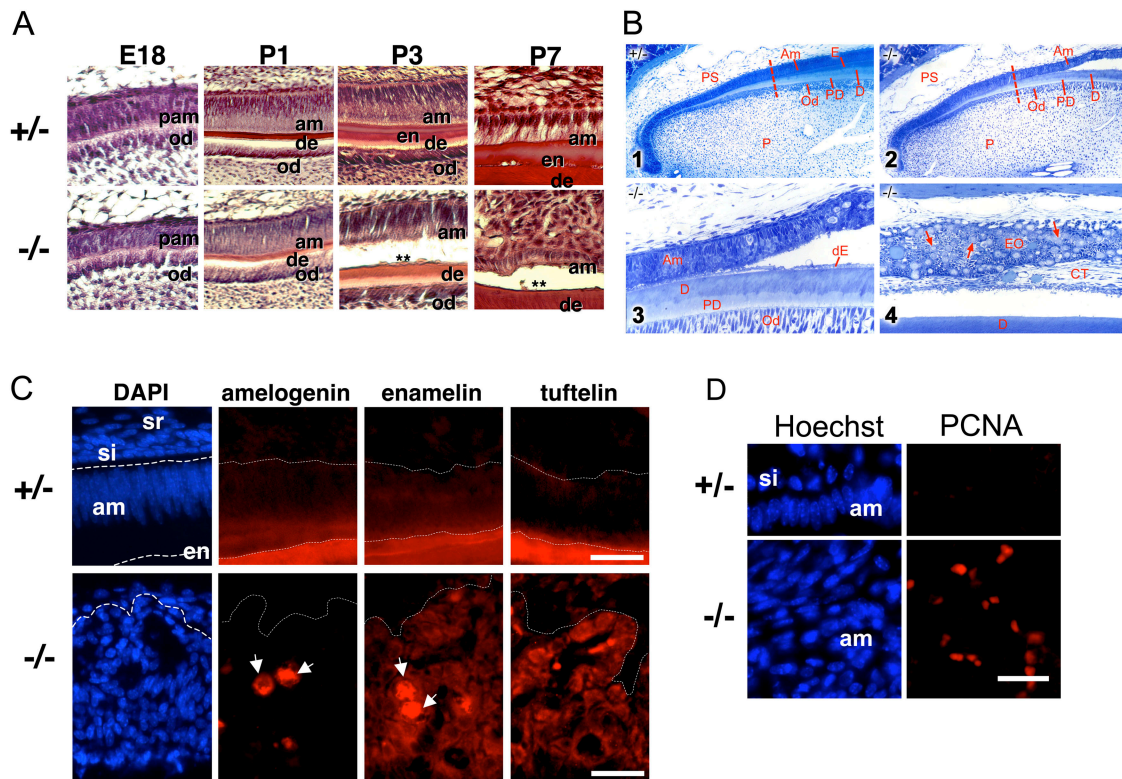 A
E18 P1 P3 P7
+/-
pam
od
am
de
od
am
en
de
od
am
en
de
-/-
pam
od
am
de
od
**
am
de
od
am
**
de
B
+/-
PS
Am
E
Od
PD
D
P
1
-/-
PS
Am
Od
PD
D
P
2
-/-
Am
dE
D
PD
Od
3
-/-
EO
CT
D
4
C
DAPI amelogenin enamelin tuftelin
+/-
sr
si
am
en
-/-
D
Hoechst PCNA
+/-
si
am
-/-
am